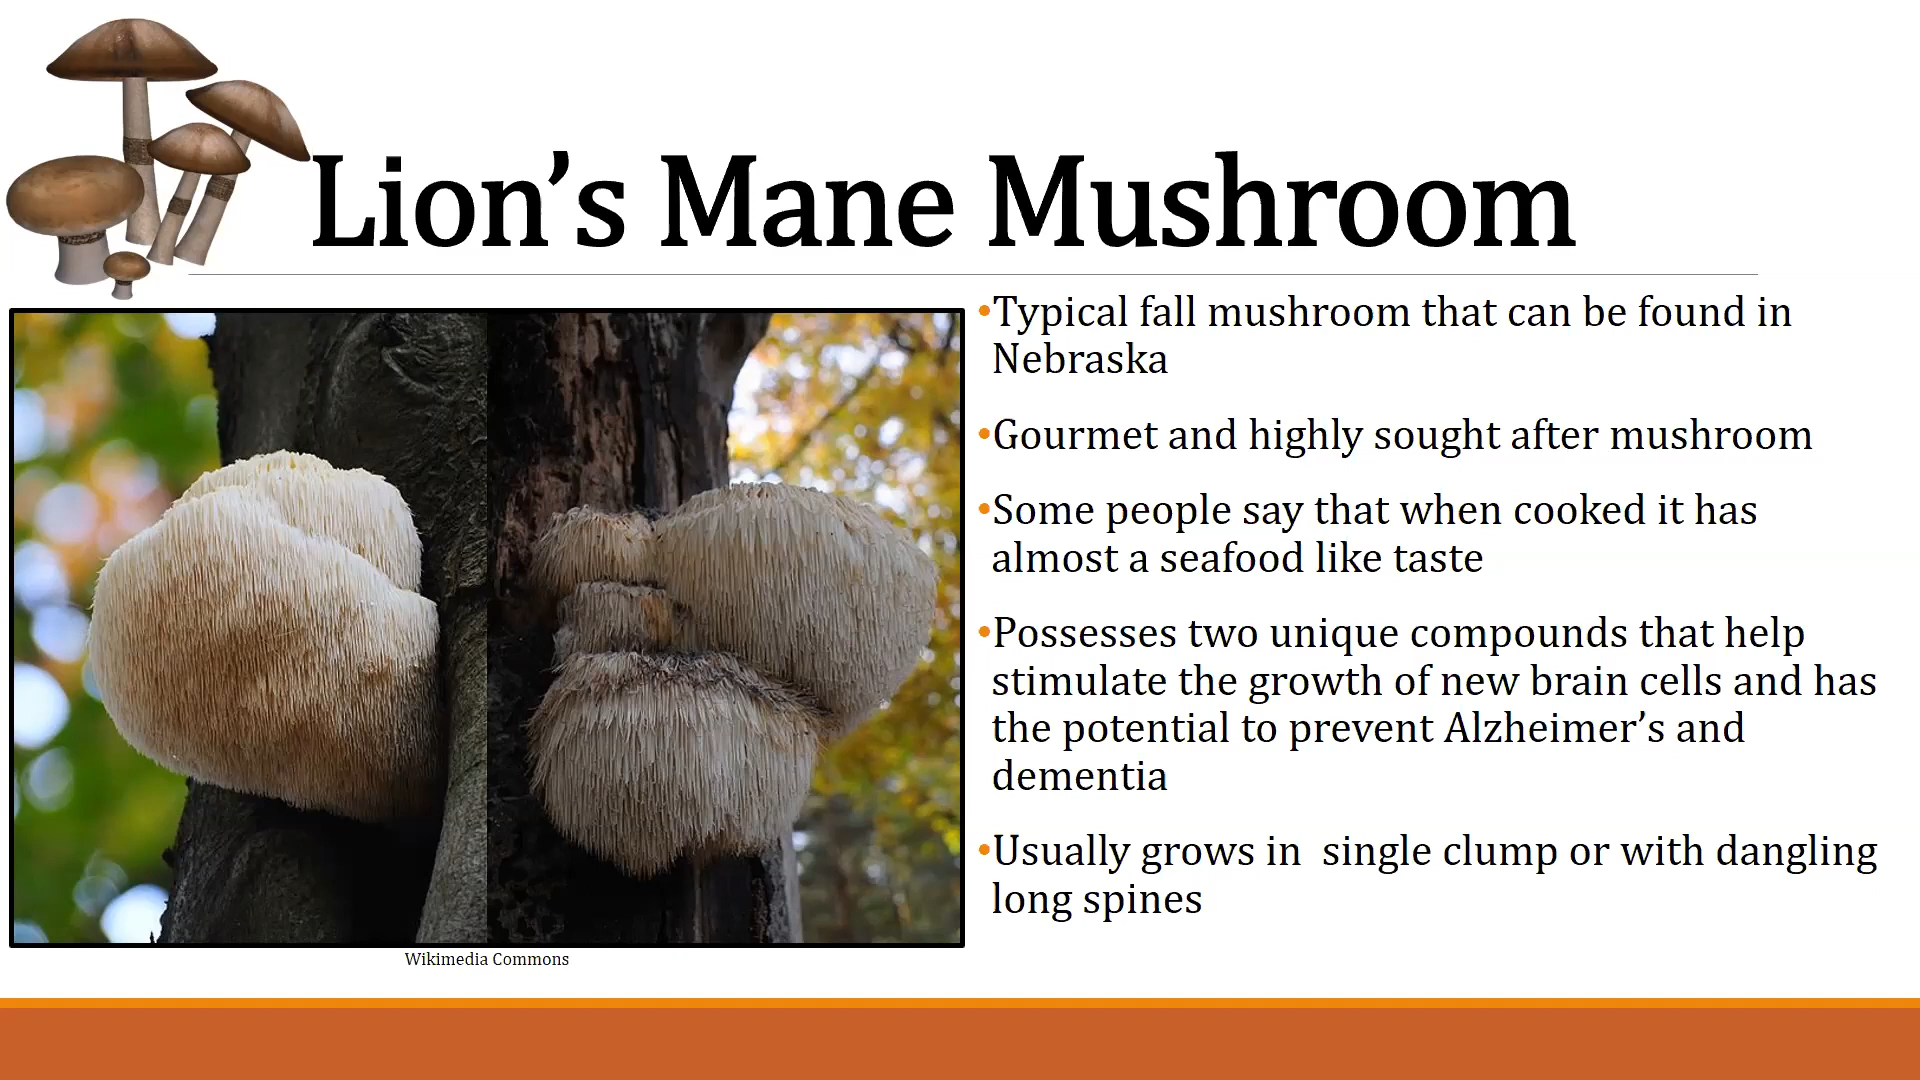 Lion’s Mane Mushroom
•Typical fall mushroom that can be found in
Nebraska
•Gourmet and highly sought after mushroom
•Some people say that when cooked it has
almost a seafood like taste
•Possesses two unique compounds that help
stimulate the growth of new brain cells and has
the potential to prevent Alzheimer’s and
dementia
•Usually grows in  single clump or with dangling
long spines
Wikimedia Commons